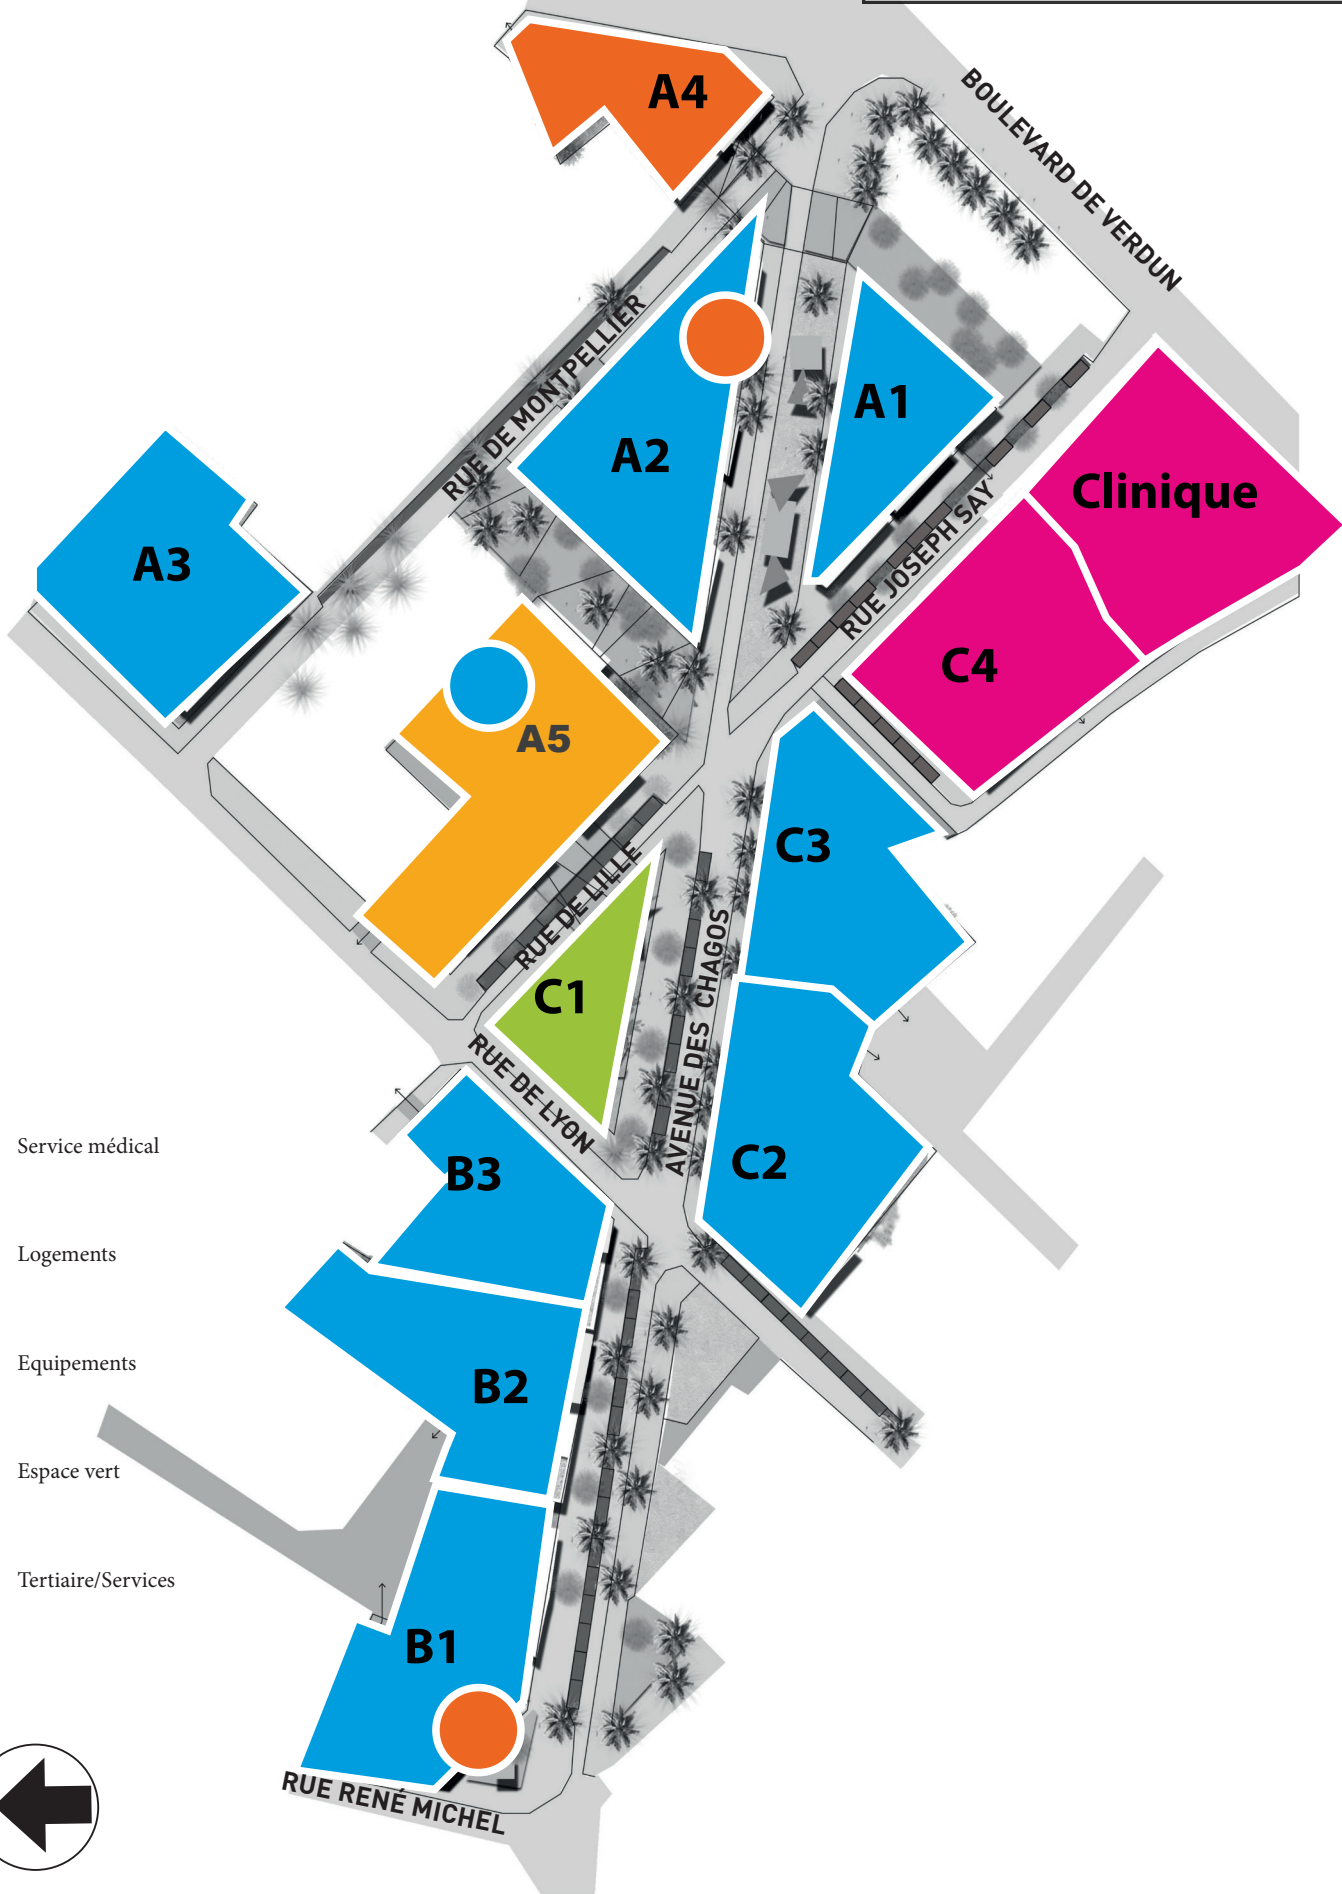 A4
BOULEVARD DE VERDUN
RUE DE MONTPELLIER
A1
A2
Clinique
A3
RUE JOSEPH SAY
C4
A5
C3
RUE DE LILLE
C1
AVENUE DES CHAGOS
RUE DE LYON
Service médical
C2
B3
Logements
Equipements
B2
Espace vert
Tertiaire/Services
B1
RUE RENÉ MICHEL